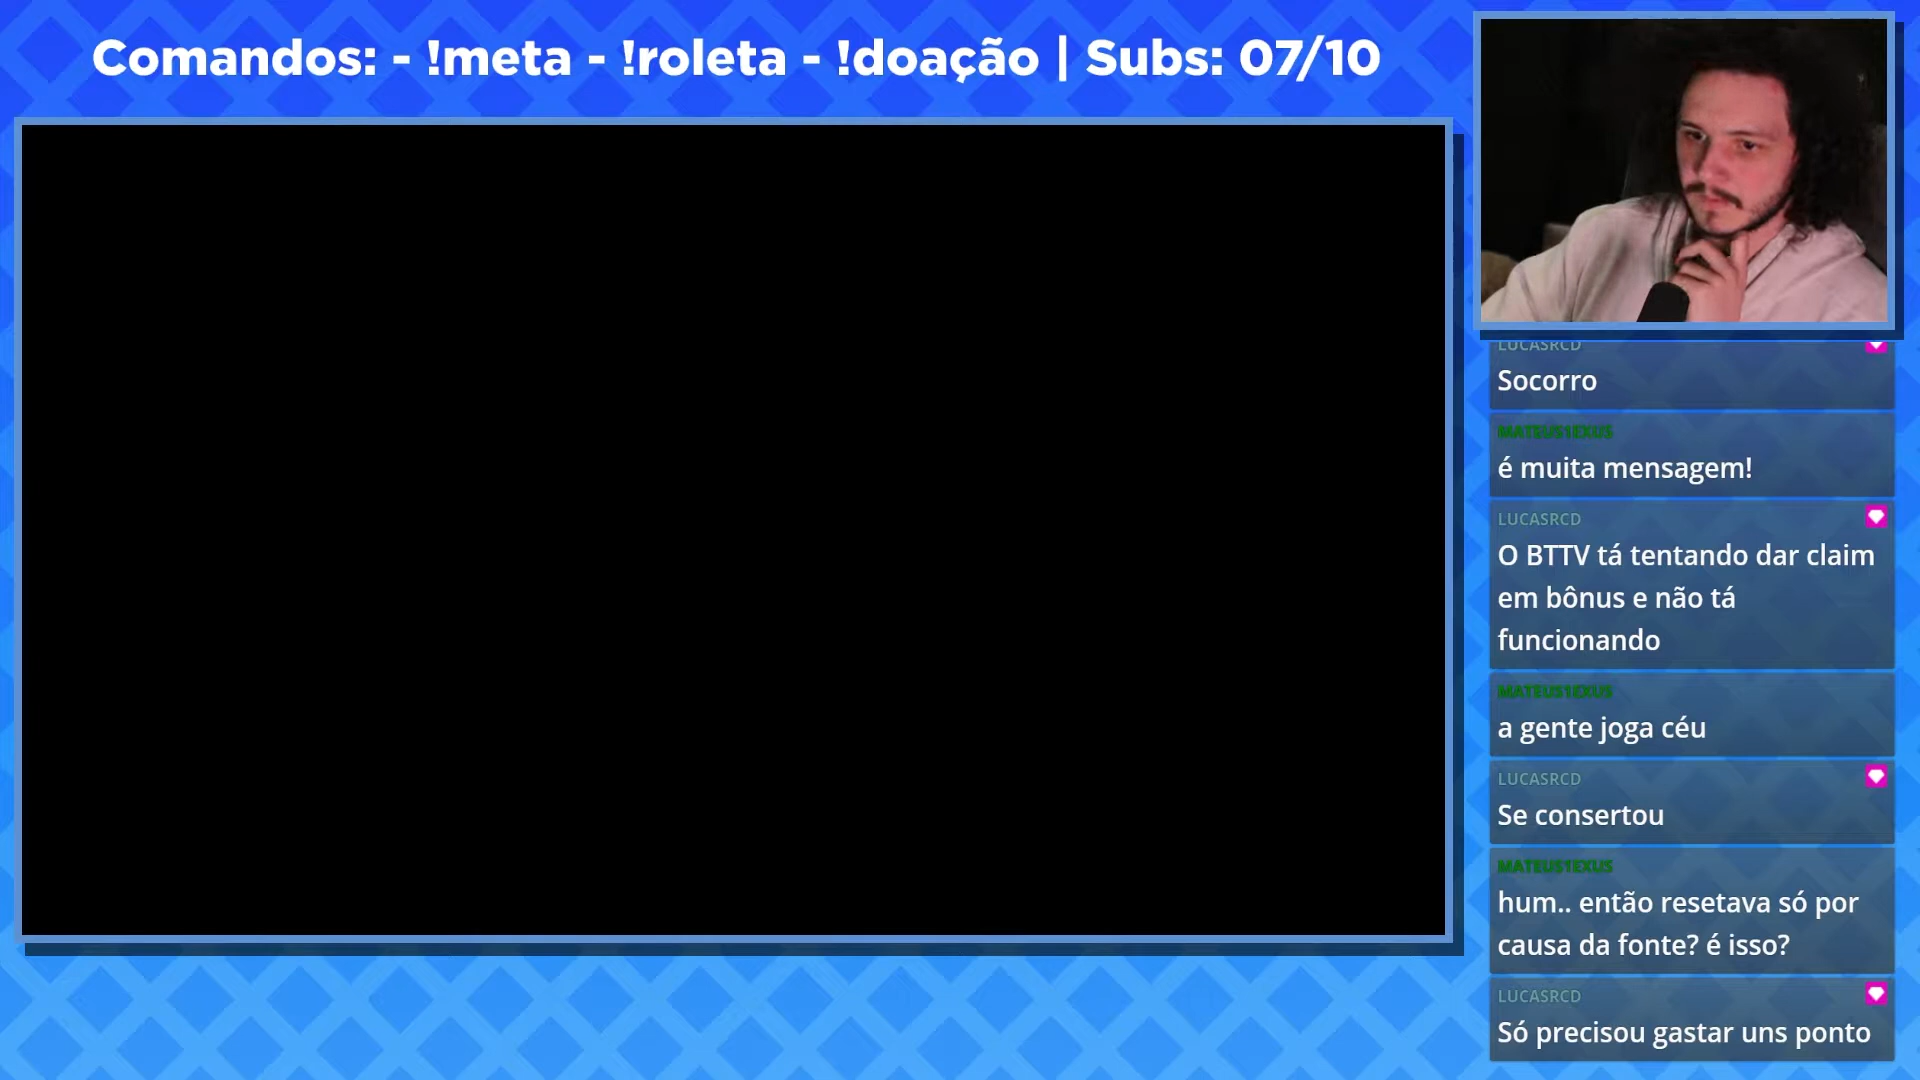 Comandos: - !meta - !roleta - !doação | Subs: 07/10
LUCASRCD
Socorro
MATEUS1EXUS
é muita mensagem!
LUCASRCD
O BTTV tá tentando dar claim
em bônus e não tá
funcionando
MATEUS1EXUS
a gente joga céu
LUCASRCD
Se consertou
MATEUS1EXUS
hum.. então resetava só por
causa da fonte? é isso?
LUCASRCD
Só precisou gastar uns ponto